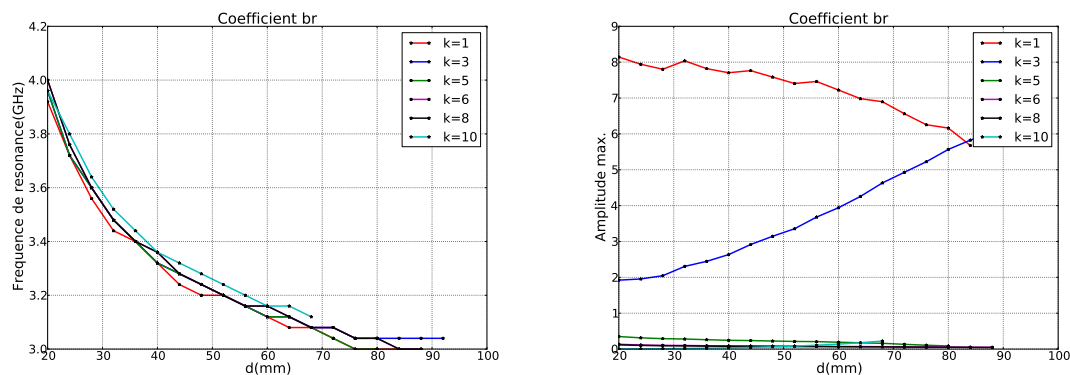 Coefficient br
Frequence de resonance(GHz)
4.2
4.0
3.8
3.6
3.4
3.2
3.0
20 30 40 50 60 70 80 90 100
d(mm)
k=1
k=3
k=5
k=6
k=8
k=10
Coefficient br
Amplitude max.
9
8
7
6
5
4
3
2
1
0
20 30 40 50 60 70 80 90 100
d(mm)
k=1
k=3
k=5
k=6
k=8
k=10